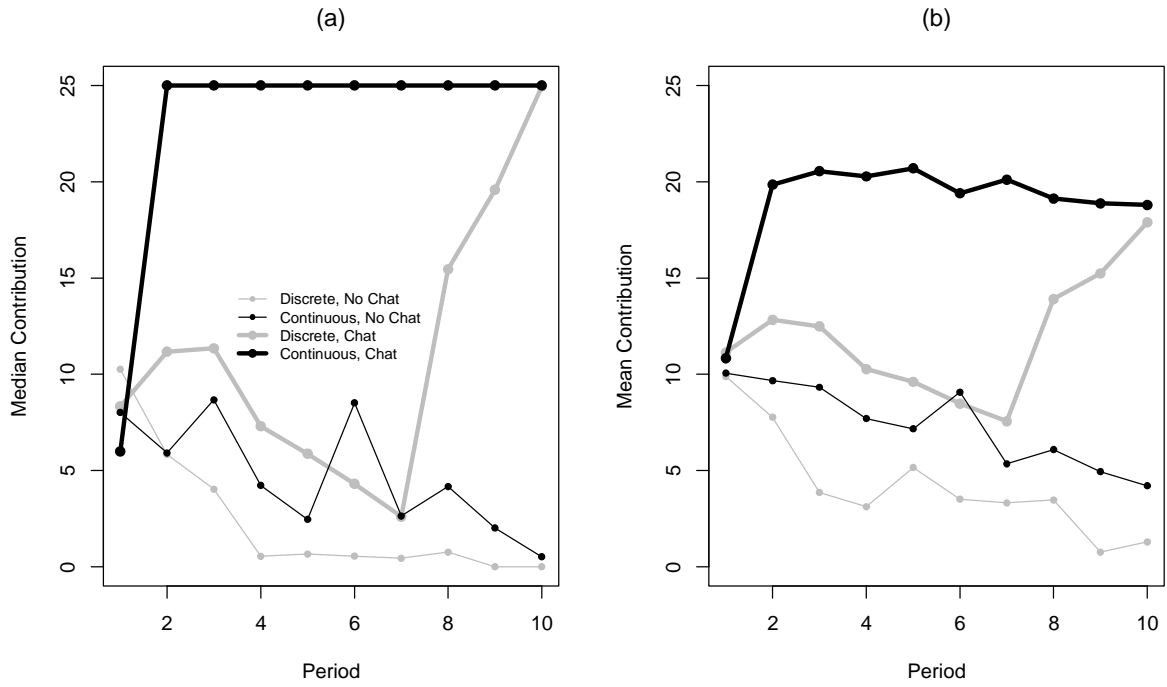 (a)
Median Contribution
25
20
15
10
5
0
Discrete, No Chat
Continuous, No Chat
Discrete, Chat
Continuous, Chat
2 4 6 8 10
Period
(b)
Mean Contribution
25
20
15
10
5
0
2 4 6 8 10
Period